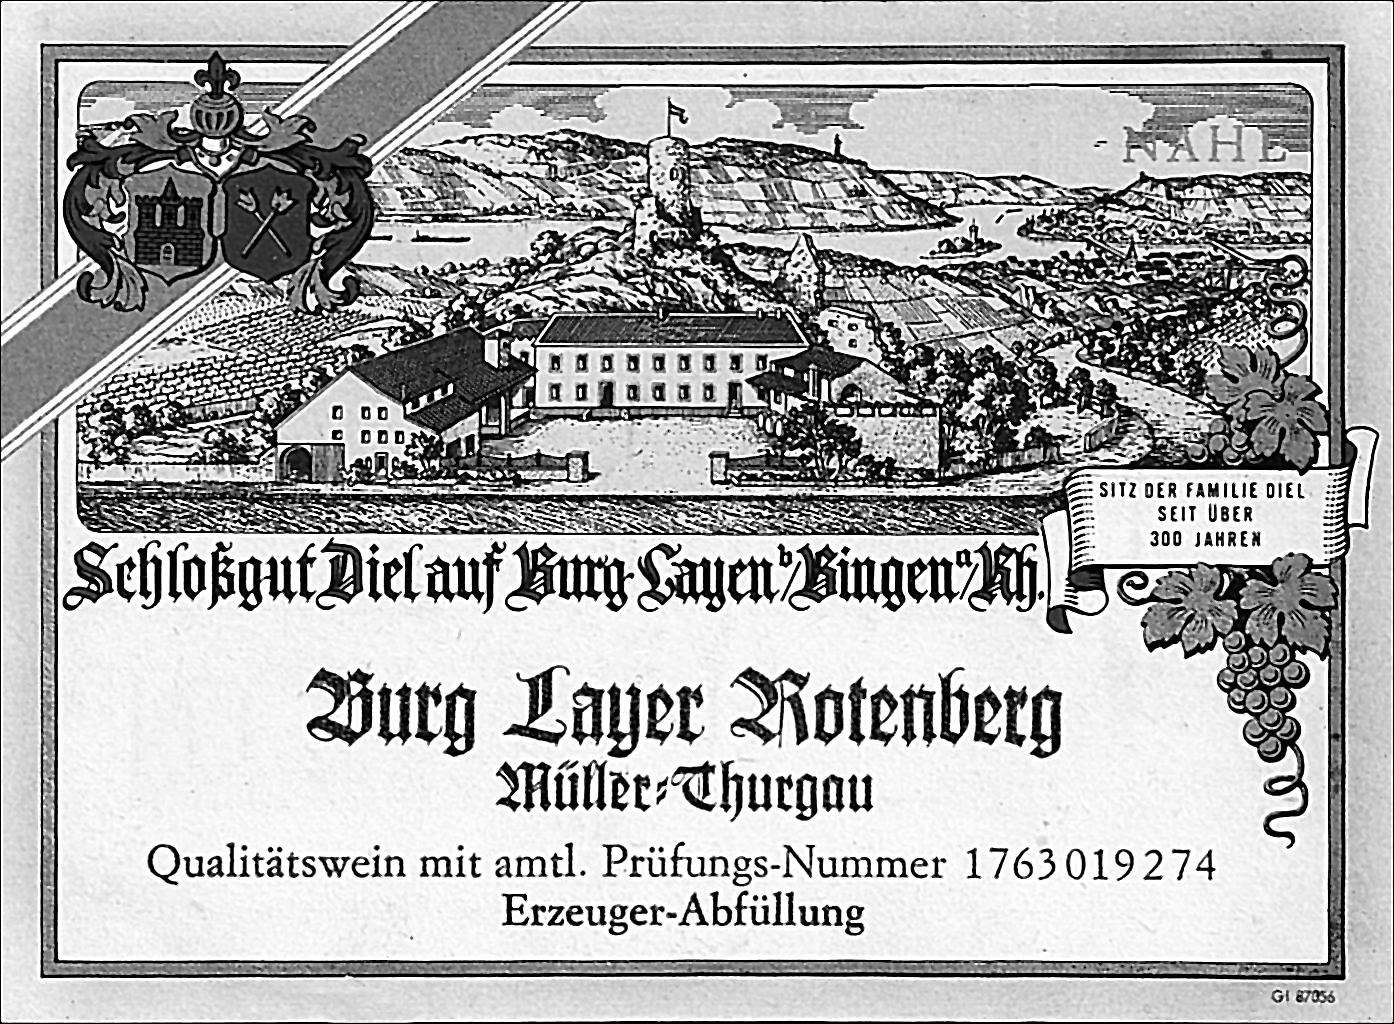 NAHE
SITZ DER FAMILIE DIEL
SEIT ÜBER
300 JAHREN
Schloßgut Diel auf Burg Layen b/Bingen a/Rh.
Burg Layer Rotenberg
Müller-Thurgau
Qualitätswein mit amtl. Prüfungs-Nummer 1763019274
Erzeuger-Abfüllung
GI 87056